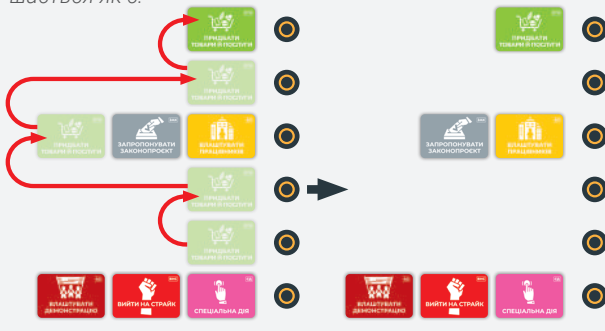 шається як 6.
ПРИДБАТИ
ТОВАРИ Й ПОСЛУГИ
ПРИДБАТИ
ТОВАРИ Й ПОСЛУГИ
ПРИДБАТИ
ТОВАРИ Й ПОСЛУГИ
ЗАПРОПОНУВАТИ
ЗАКОНОПРОЄКТ
ВЛАШТУВАТИ
ПРАЦІВНИКІВ
ПРИДБАТИ
ТОВАРИ Й ПОСЛУГИ
ПРИДБАТИ
ТОВАРИ Й ПОСЛУГИ
ВЛАШТУВАТИ
ДЕМОНСТРАЦІЮ
ВИЙТИ НА СТРАЙК
СПЕЦІАЛЬНА ДІЯ
ПРИДБАТИ
ТОВАРИ Й ПОСЛУГИ
ЗАПРОПОНУВАТИ
ЗАКОНОПРОЄКТ
ВЛАШТУВАТИ
ПРАЦІВНИКІВ
ВЛАШТУВАТИ
ДЕМОНСТРАЦІЮ
ВИЙТИ НА СТРАЙК
СПЕЦІАЛЬНА ДІЯ